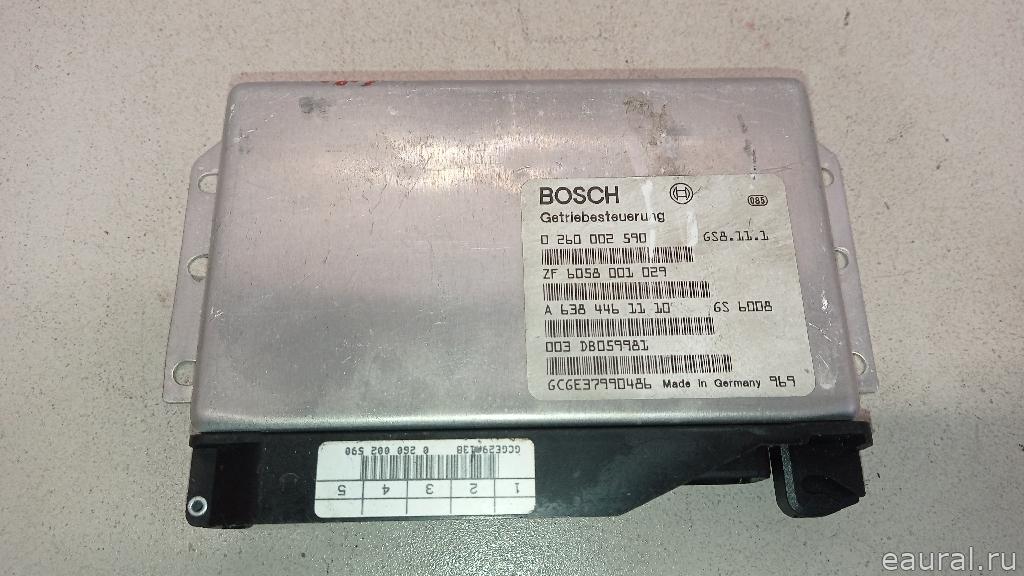 BOSCH
085
Getriebesteuerung
0 260 002 590 GS8.11.1
ZF 6058 001 029
A 638 446 11 10 GS 6008
003 DB059981
GCGE37990486 Made in Germany 969
1 2 3 4 5
0 260 002 590
eaural.ru